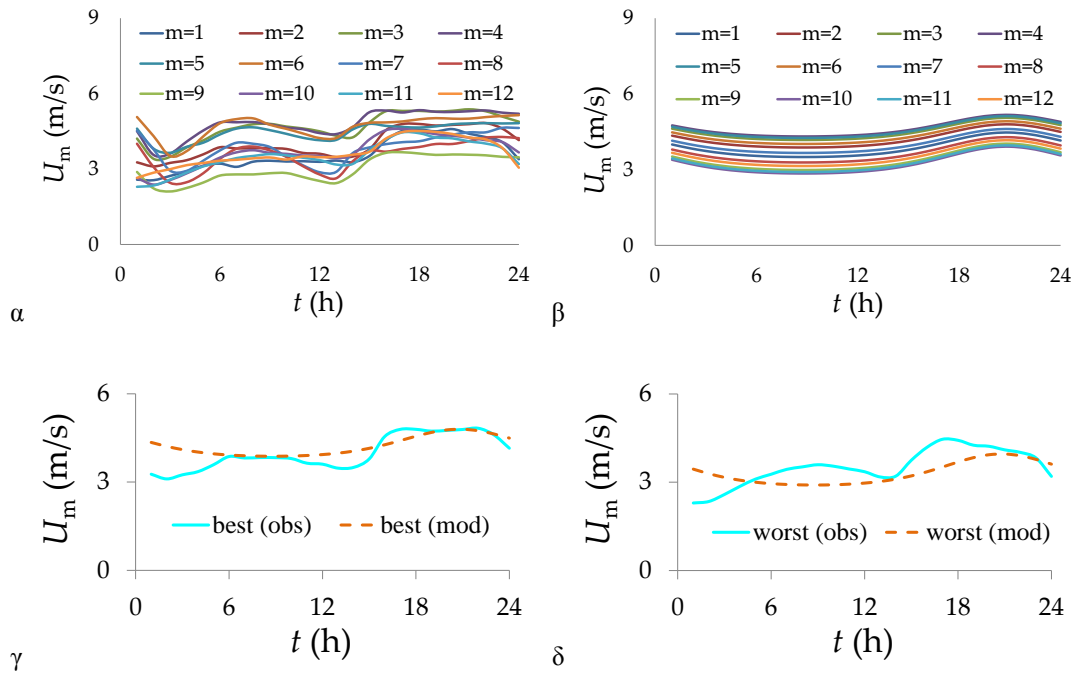 9
6
3
0
U_m (m/s)
m=1 m=2 m=3 m=4
m=5 m=6 m=7 m=8
m=9 m=10 m=11 m=12
0 6 12 18 24
t (h)
α
9
6
3
0
U_m (m/s)
m=1 m=2 m=3 m=4
m=5 m=6 m=7 m=8
m=9 m=10 m=11 m=12
0 6 12 18 24
t (h)
β
6
3
0
U_m (m/s)
best (obs) best (mod)
0 6 12 18 24
t (h)
γ
6
3
0
U_m (m/s)
worst (obs) worst (mod)
0 6 12 18 24
t (h)
δ